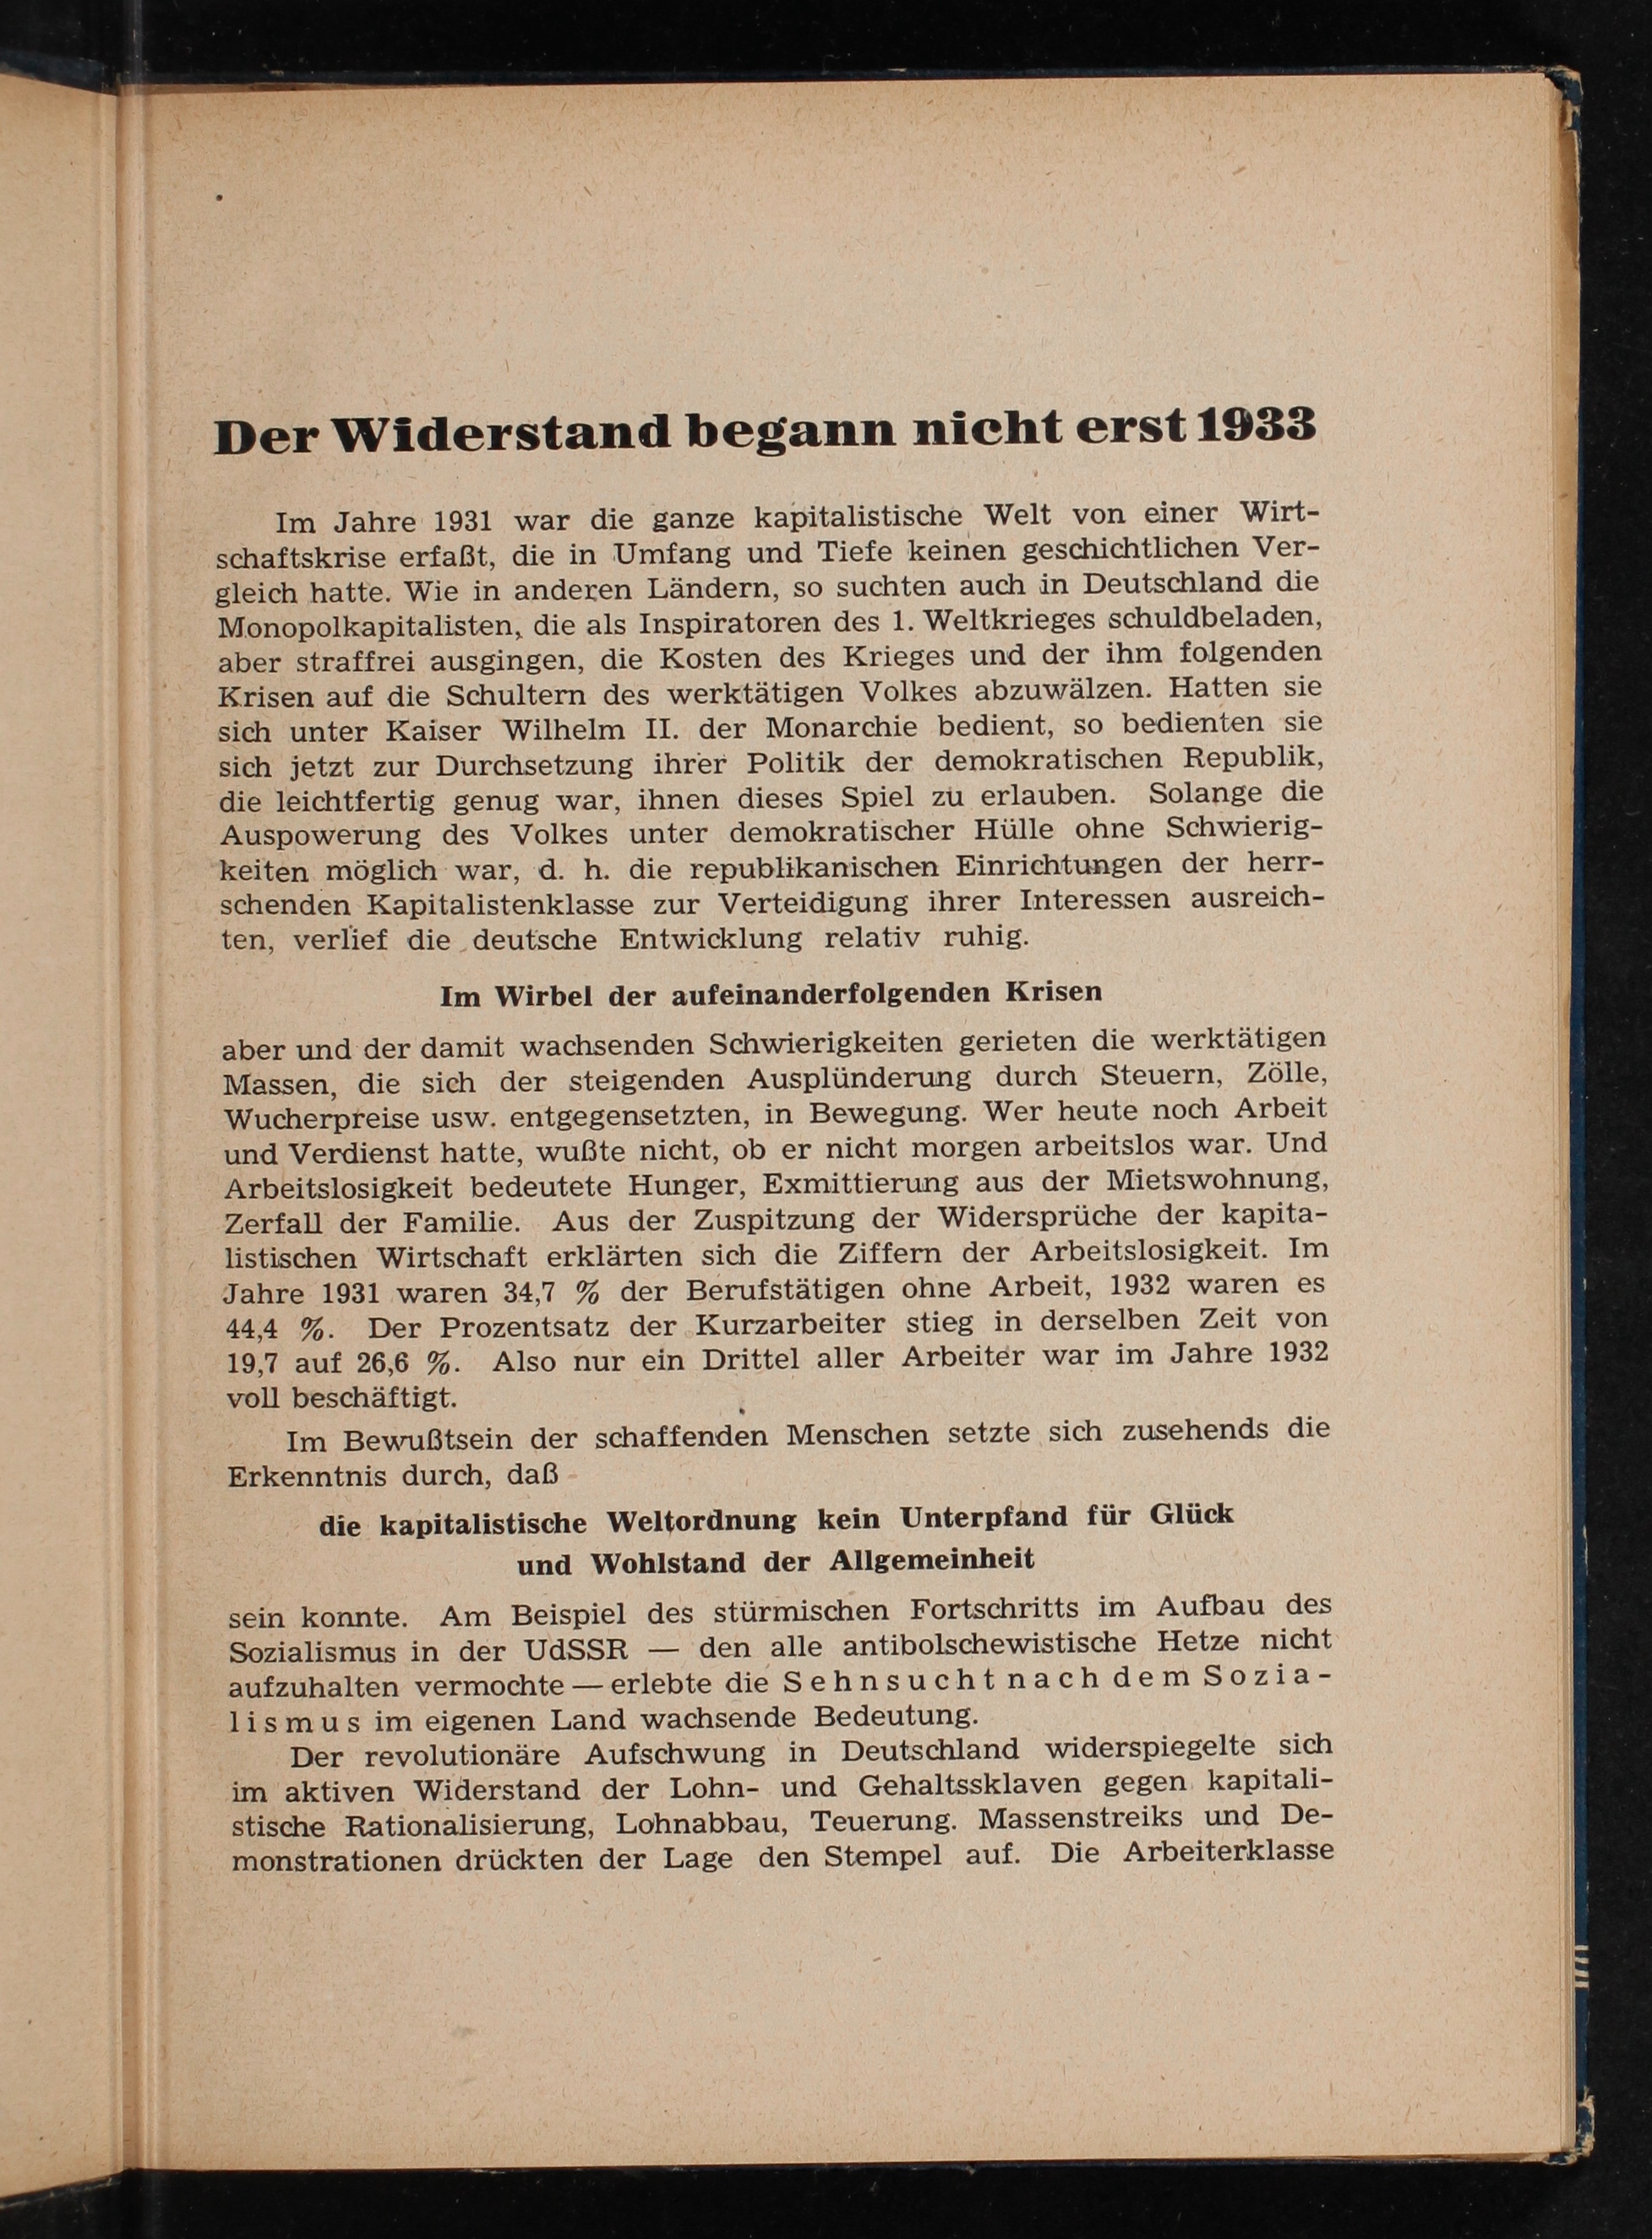 Der Widerstand begann nicht erst 1933
Im Jahre 1931 war die ganze kapitalistische Welt von einer Wirt-
schaftskrise erfaßt, die in Umfang und Tiefe keinen geschichtlichen Ver-
gleich hatte. Wie in anderen Ländern, so suchten auch in Deutschland die
Monopolkapitalisten, die als Inspiratoren des 1. Weltkrieges schuldbeladen,
aber straffrei ausgingen, die Kosten des Krieges und der ihm folgenden
Krisen auf die Schultern des werktätigen Volkes abzuwälzen. Hatten sie
sich unter Kaiser Wilhelm II. der Monarchie bedient, so bedienten sie
sich jetzt zur Durchsetzung ihrer Politik der demokratischen Republik,
die leichtfertig genug war, ihnen dieses Spiel zu erlauben. Solange die
Auspowerung des Volkes unter demokratischer Hülle ohne Schwierig-
keiten möglich war, d. h. die republikanischen Einrichtungen der herr-
schenden Kapitalistenklasse zur Verteidigung ihrer Interessen ausreich-
ten, verlief die deutsche Entwicklung relativ ruhig.
Im Wirbel der aufeinanderfolgenden Krisen
aber und der damit wachsenden Schwierigkeiten gerieten die werktätigen
Massen, die sich der steigenden Ausplünderung durch Steuern, Zölle,
Wucherpreise usw. entgegensetzten, in Bewegung. Wer heute noch Arbeit
und Verdienst hatte, wußte nicht, ob er nicht morgen arbeitslos war. Und
Arbeitslosigkeit bedeutete Hunger, Exmittierung aus der Mietswohnung,
Zerfall der Familie. Aus der Zuspitzung der Widersprüche der kapita-
listischen Wirtschaft erklärten sich die Ziffern der Arbeitslosigkeit. Im
Jahre 1931 waren 34,7 % der Berufstätigen ohne Arbeit, 1932 waren es
44,4 %. Der Prozentsatz der Kurzarbeiter stieg in derselben Zeit von
19,7 auf 26,6 %. Also nur ein Drittel aller Arbeiter war im Jahre 1932
voll beschäftigt.
Im Bewußtsein der schaffenden Menschen setzte sich zusehends die
Erkenntnis durch, daß
die kapitalistische Weltordnung kein Unterpfand für Glück
und Wohlstand der Allgemeinheit
sein konnte. Am Beispiel des stürmischen Fortschritts im Aufbau des
Sozialismus in der UdSSR — den alle antibolschewistische Hetze nicht
aufzuhalten vermochte — erlebte die Sehnsucht nach dem Sozia-
lismus im eigenen Land wachsende Bedeutung.
Der revolutionäre Aufschwung in Deutschland widerspiegelte sich
im aktiven Widerstand der Lohn- und Gehaltssklaven gegen kapitali-
stische Rationalisierung, Lohnabbau, Teuerung. Massenstreiks und De-
monstrationen drückten der Lage den Stempel auf. Die Arbeiterklasse